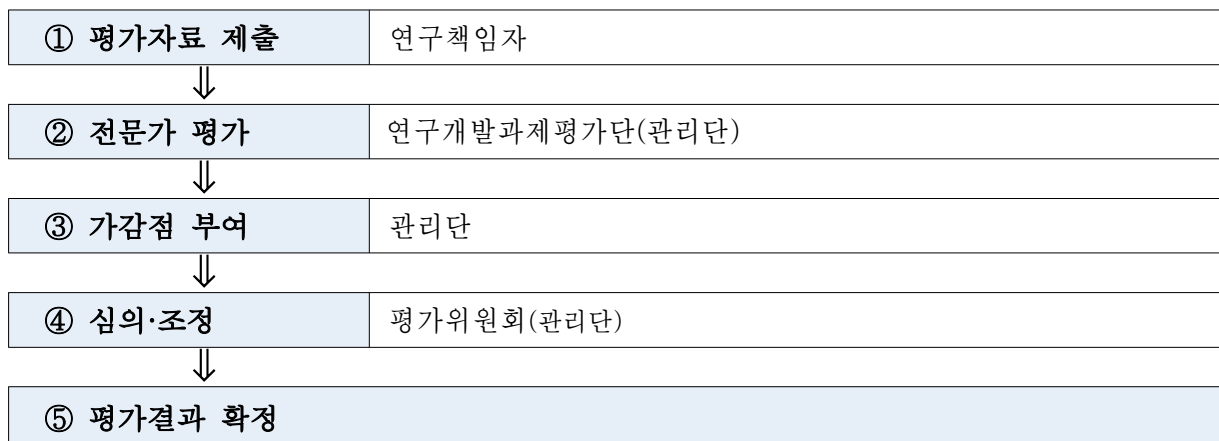 ① 평가자료 제출 연구책임자
⇓
② 전문가 평가 연구개발과제평가단(관리단)
⇓
③ 가감점 부여 관리단
⇓
④ 심의·조정 평가위원회(관리단)
⇓
⑤ 평가결과 확정